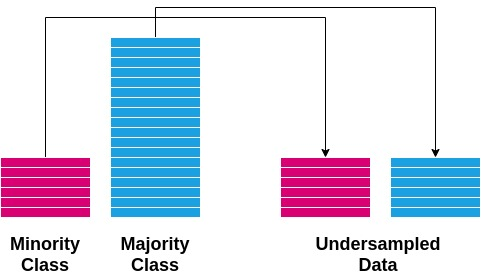 Minority
Class
Majority
Class
Undersampled
Data